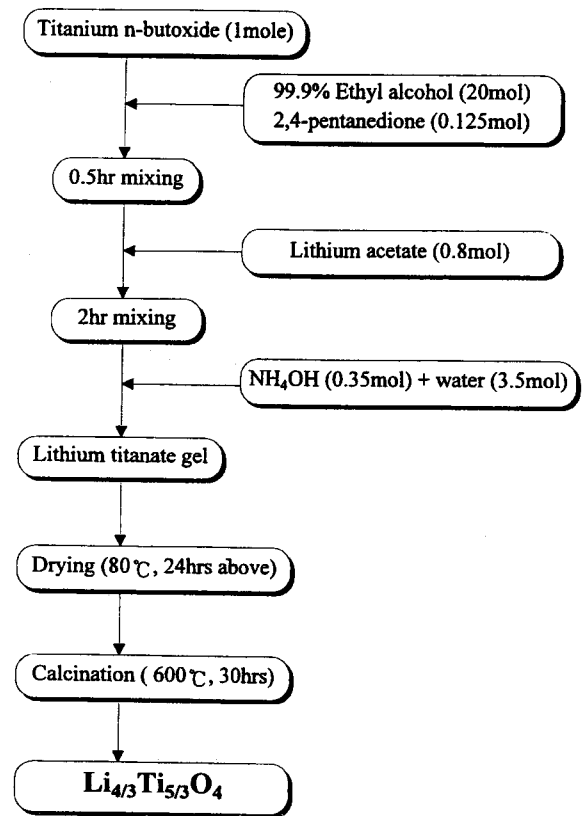 Titanium n-butoxide (1mole)
99.9% Ethyl alcohol (20mol)
2,4-pentanedione (0.125mol)
0.5hr mixing
Lithium acetate (0.8mol)
2hr mixing
NH₄OH (0.35mol) + water (3.5mol)
Lithium titanate gel
Drying (80℃, 24hrs above)
Calcination ( 600℃, 30hrs)
Li₄/₃Ti₅/₃O₄